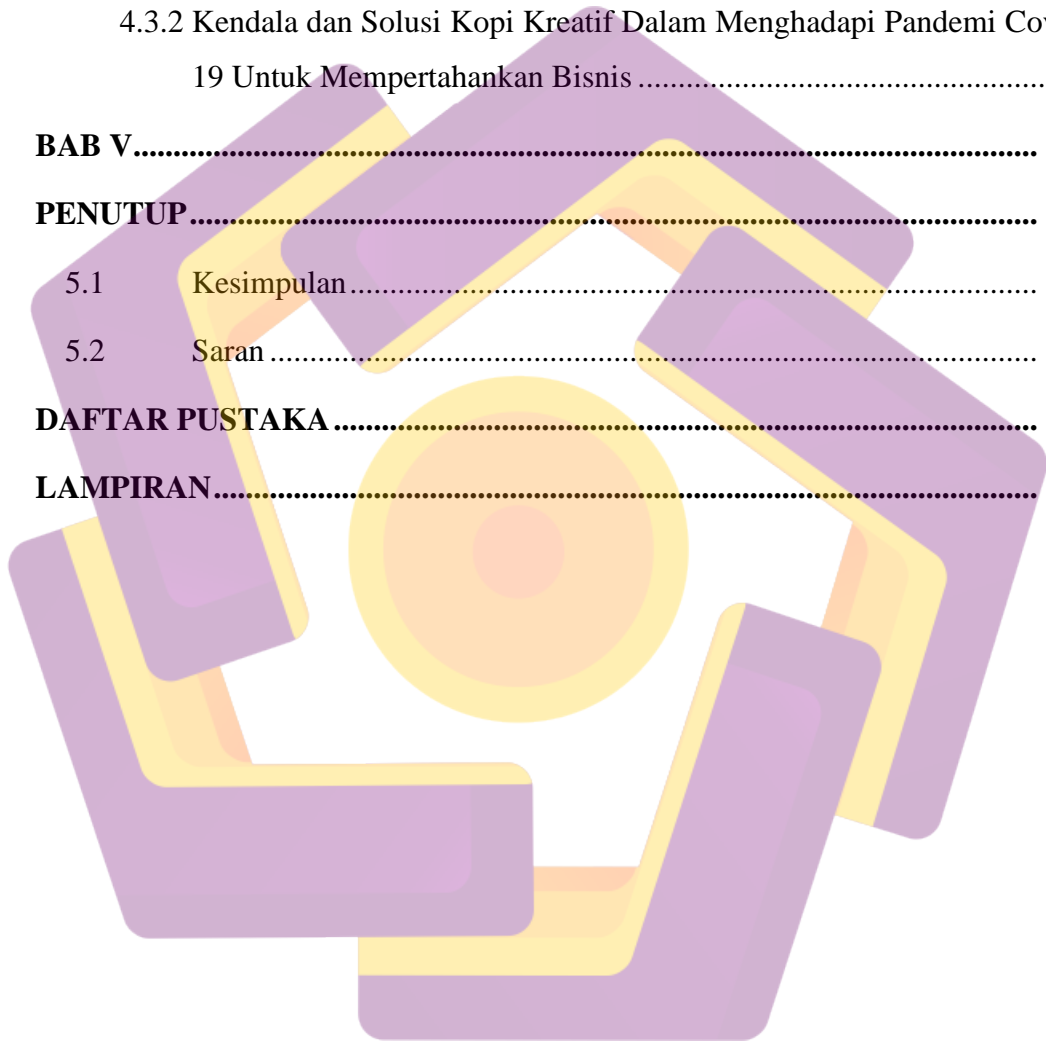 4.3.2 Kendala dan Solusi Kopi Kreatif Dalam Menghadapi Pandemi Cov
19 Untuk Mempertahankan Bisnis ....................................................
BAB V..................................................................................................................
PENUTUP...........................................................................................................
5.1 Kesimpulan.......................................................................................
5.2 Saran .................................................................................................
DAFTAR PUSTAKA .........................................................................................
LAMPIRAN........................................................................................................